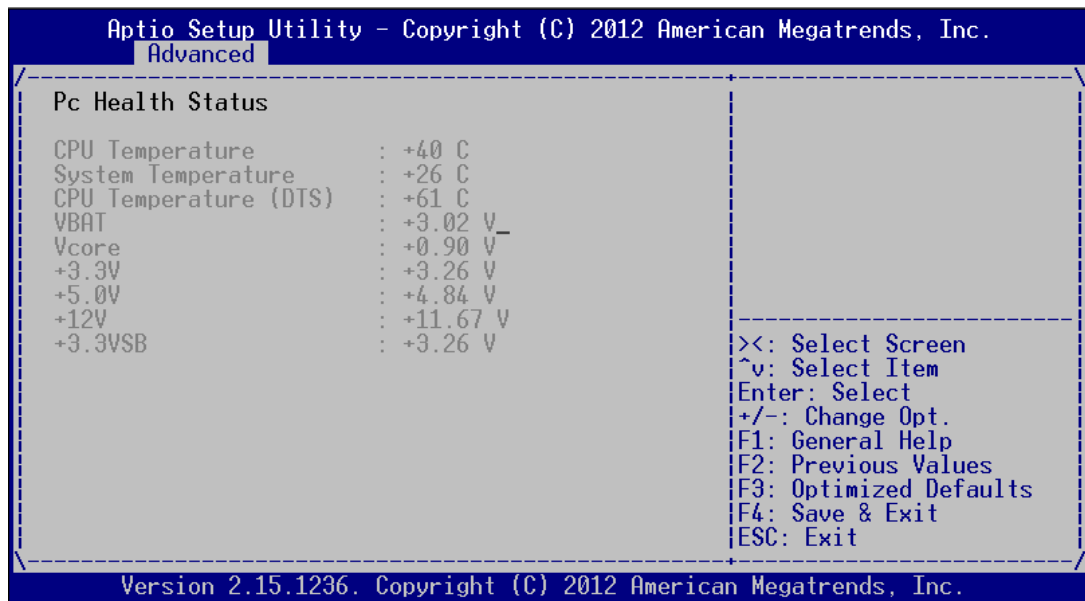 Aptio Setup Utility - Copyright (C) 2012 American Megatrends, Inc.
Advanced
Pc Health Status
CPU Temperature : +40 C
System Temperature : +26 C
CPU Temperature (DTS) : +61 C
VBAT : +3.02 V_
Vcore : +0.90 V
+3.3V : +3.26 V
+5.0V : +4.84 V
+12V : +11.67 V
+3.3VSB : +3.26 V
><: Select Screen
^v: Select Item
Enter: Select
+/-: Change Opt.
F1: General Help
F2: Previous Values
F3: Optimized Defaults
F4: Save & Exit
ESC: Exit
Version 2.15.1236. Copyright (C) 2012 American Megatrends, Inc.